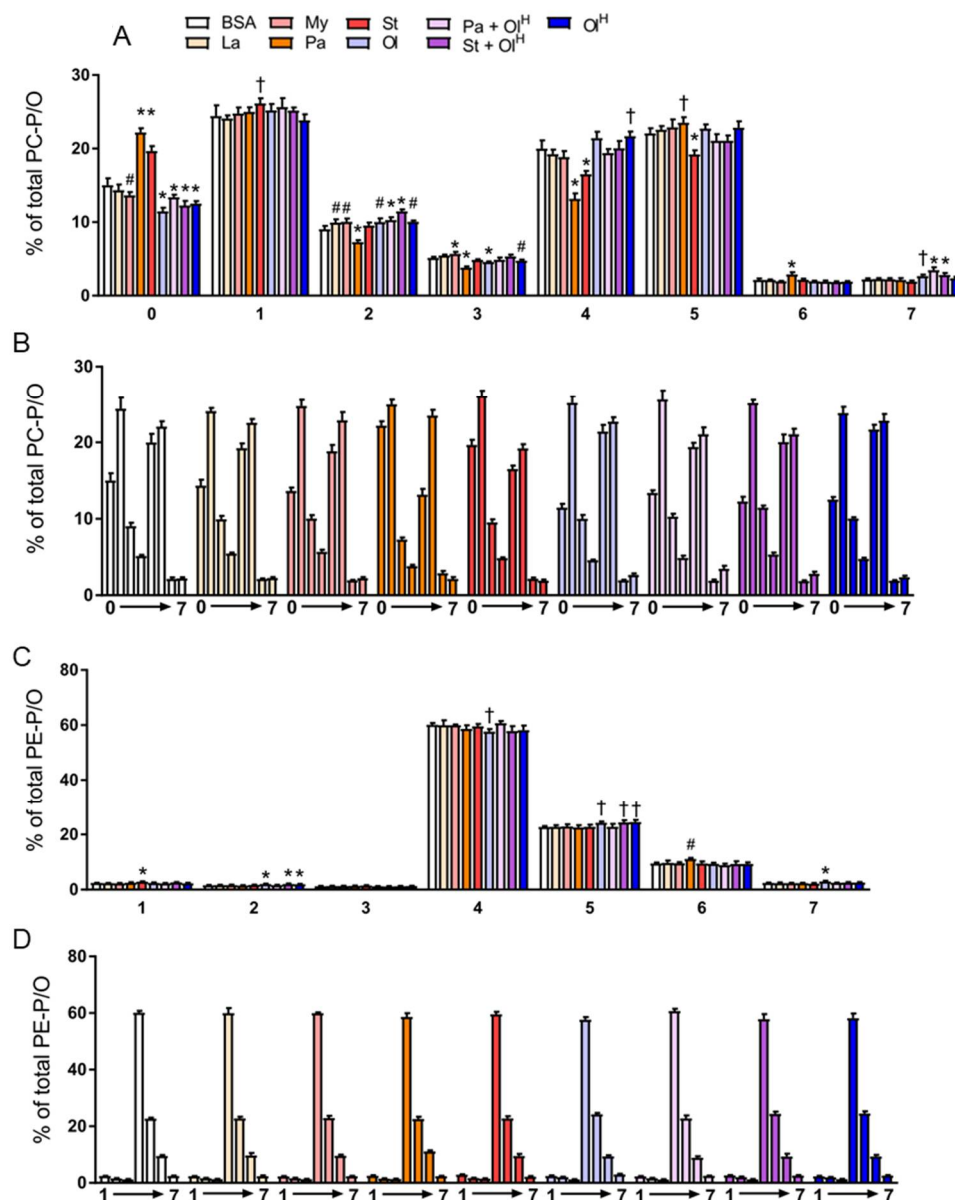 A
BSA My St Pa + Ol^H Ol^H
La Pa Ol St + Ol^H
% of total PC-P/O
30
20
10
0
** # * * ** † ## * # * * # * * * # * * † † * * † **
0 1 2 3 4 5 6 7
B
% of total PC-P/O
30
20
10
0
0 → 7 0 → 7 0 → 7 0 → 7 0 → 7 0 → 7 0 → 7 0 → 7 0 → 7
C
% of total PE-P/O
80
60
40
20
0
* * ** † † †† # *
1 2 3 4 5 6 7
D
% of total PE-P/O
80
60
40
20
0
1 → 7 1 → 7 1 → 7 1 → 7 1 → 7 1 → 7 1 → 7 1 → 7 1 → 7